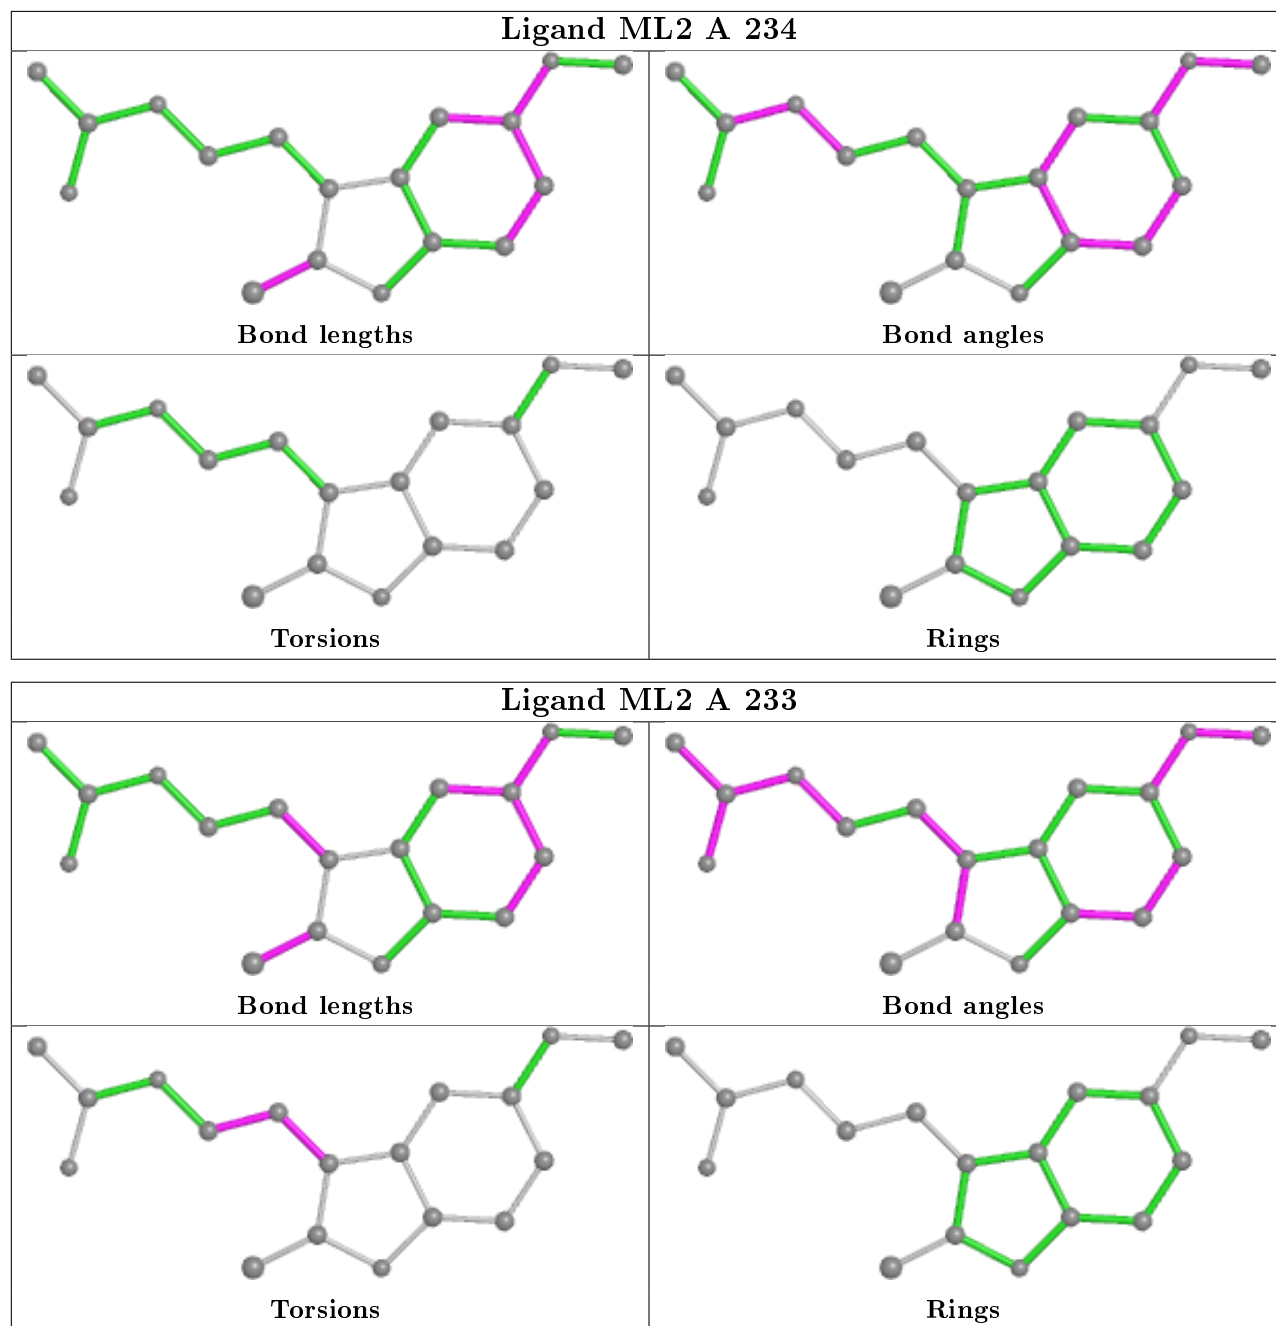 Ligand ML2 A 234
Bond lengths
Bond angles
Torsions
Rings
Ligand ML2 A 233
Bond lengths
Bond angles
Torsions
Rings